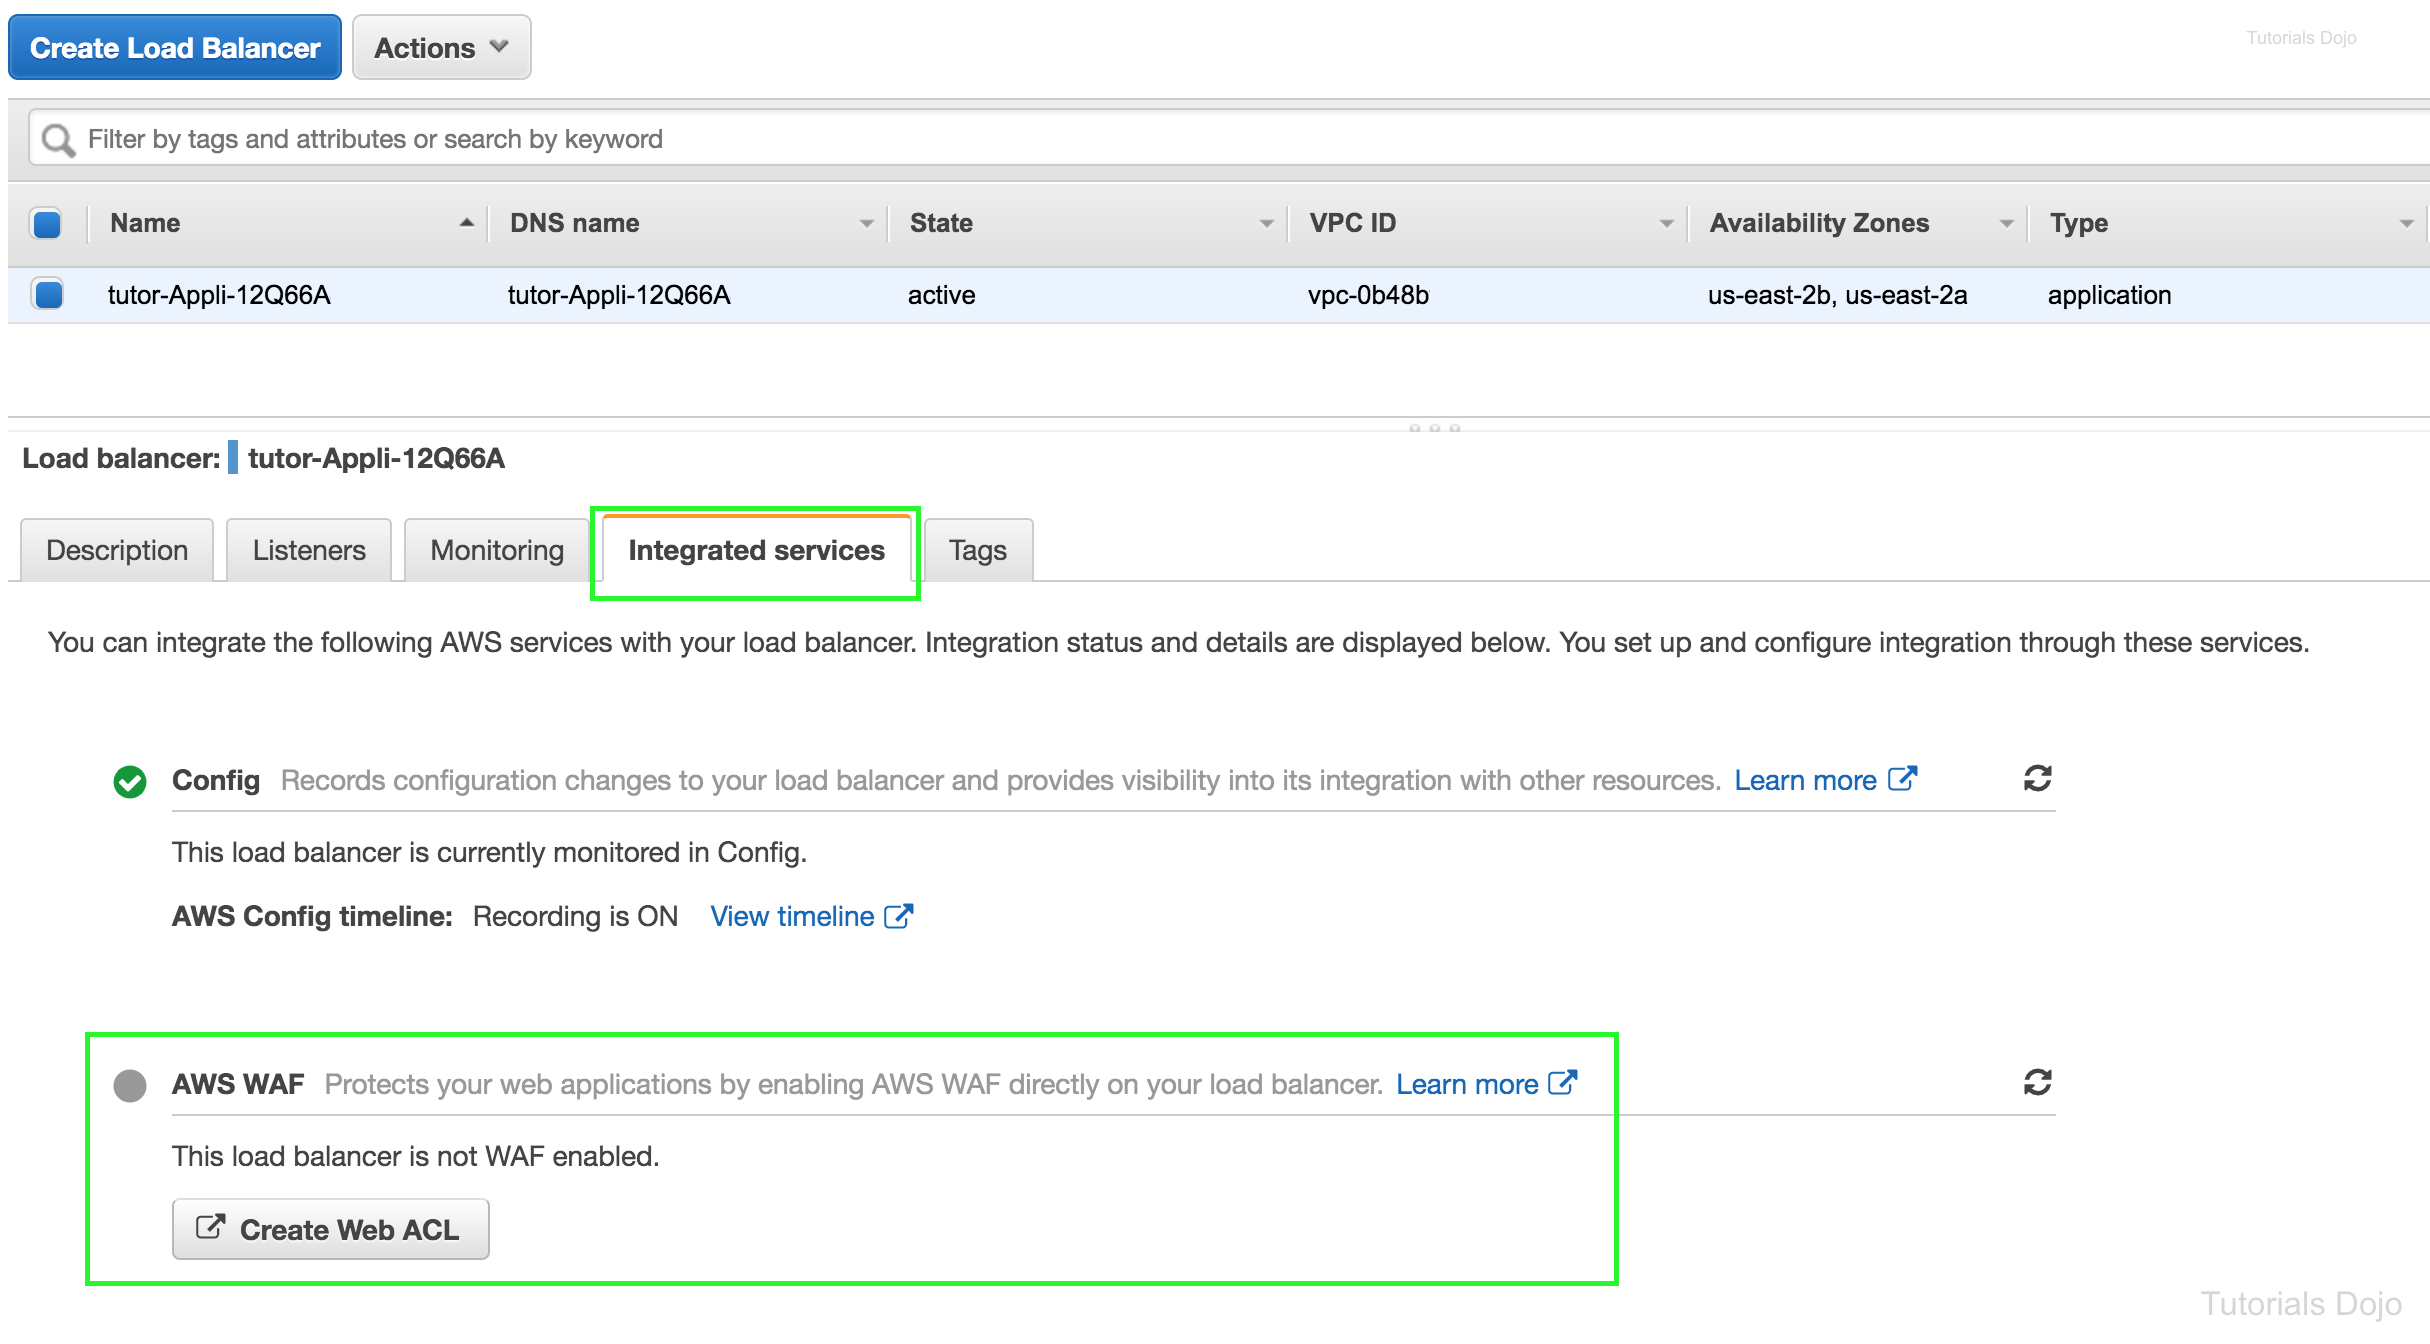 Create Load Balancer Actions
Tutorials Dojo
Filter by tags and attributes or search by keyword
Name DNS name State VPC ID Availability Zones Type
tutor-Appli-12Q66A tutor-Appli-12Q66A active vpc-0b48b us-east-2b, us-east-2a application
Load balancer: tutor-Appli-12Q66A
Description Listeners Monitoring Integrated services Tags
You can integrate the following AWS services with your load balancer. Integration status and details are displayed below. You set up and configure integration through these services.
Config Records configuration changes to your load balancer and provides visibility into its integration with other resources. Learn more
This load balancer is currently monitored in Config.
AWS Config timeline: Recording is ON View timeline
AWS WAF Protects your web applications by enabling AWS WAF directly on your load balancer. Learn more
This load balancer is not WAF enabled.
Create Web ACL
Tutorials Dojo